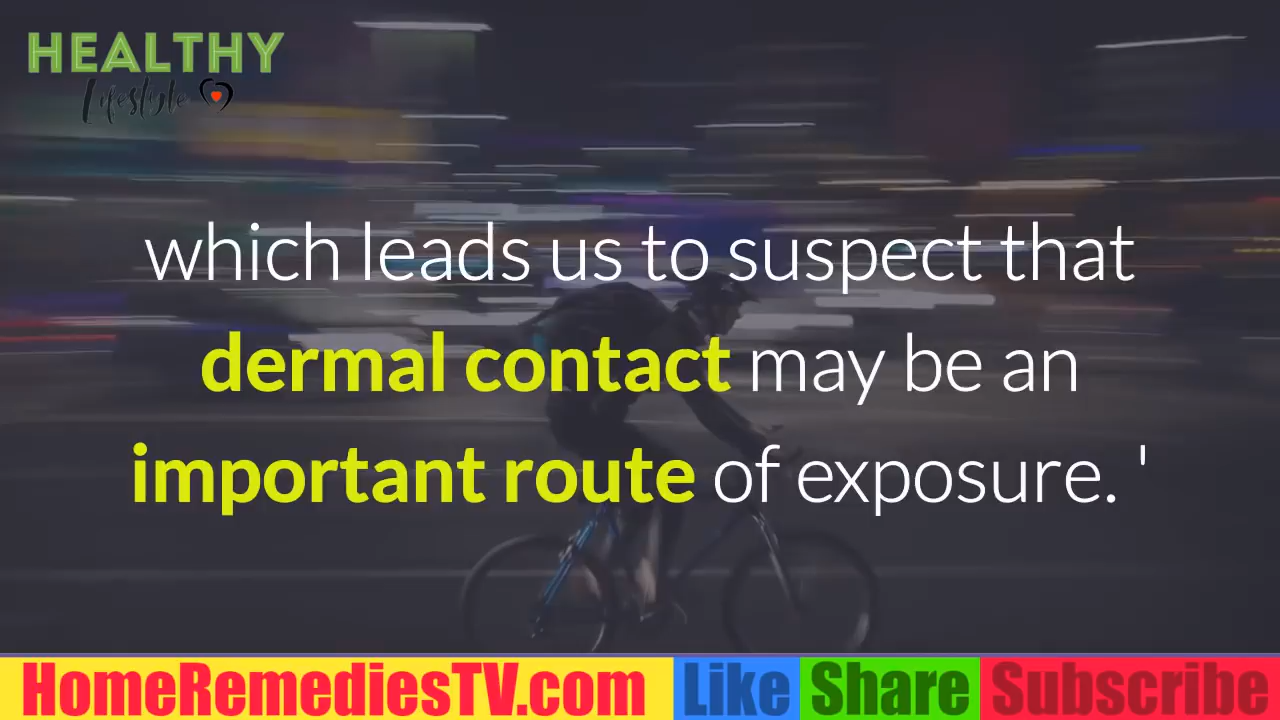 HEALTHY
Lifestyle
which leads us to suspect that
dermal contact may be an
important route of exposure. '
HomeRemediesTV.com Like Share Subscribe